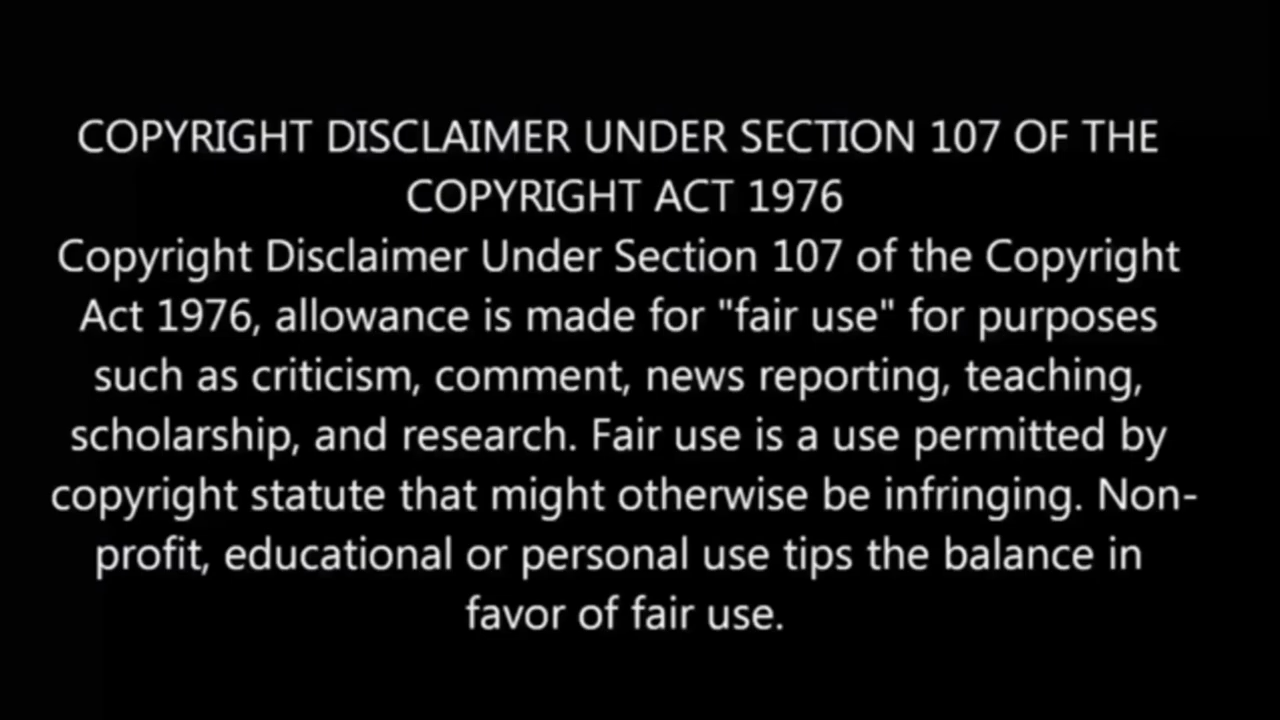 COPYRIGHT DISCLAIMER UNDER SECTION 107 OF THE
COPYRIGHT ACT 1976
Copyright Disclaimer Under Section 107 of the Copyright
Act 1976, allowance is made for "fair use" for purposes
such as criticism, comment, news reporting, teaching,
scholarship, and research. Fair use is a use permitted by
copyright statute that might otherwise be infringing. Non-
profit, educational or personal use tips the balance in
favor of fair use.